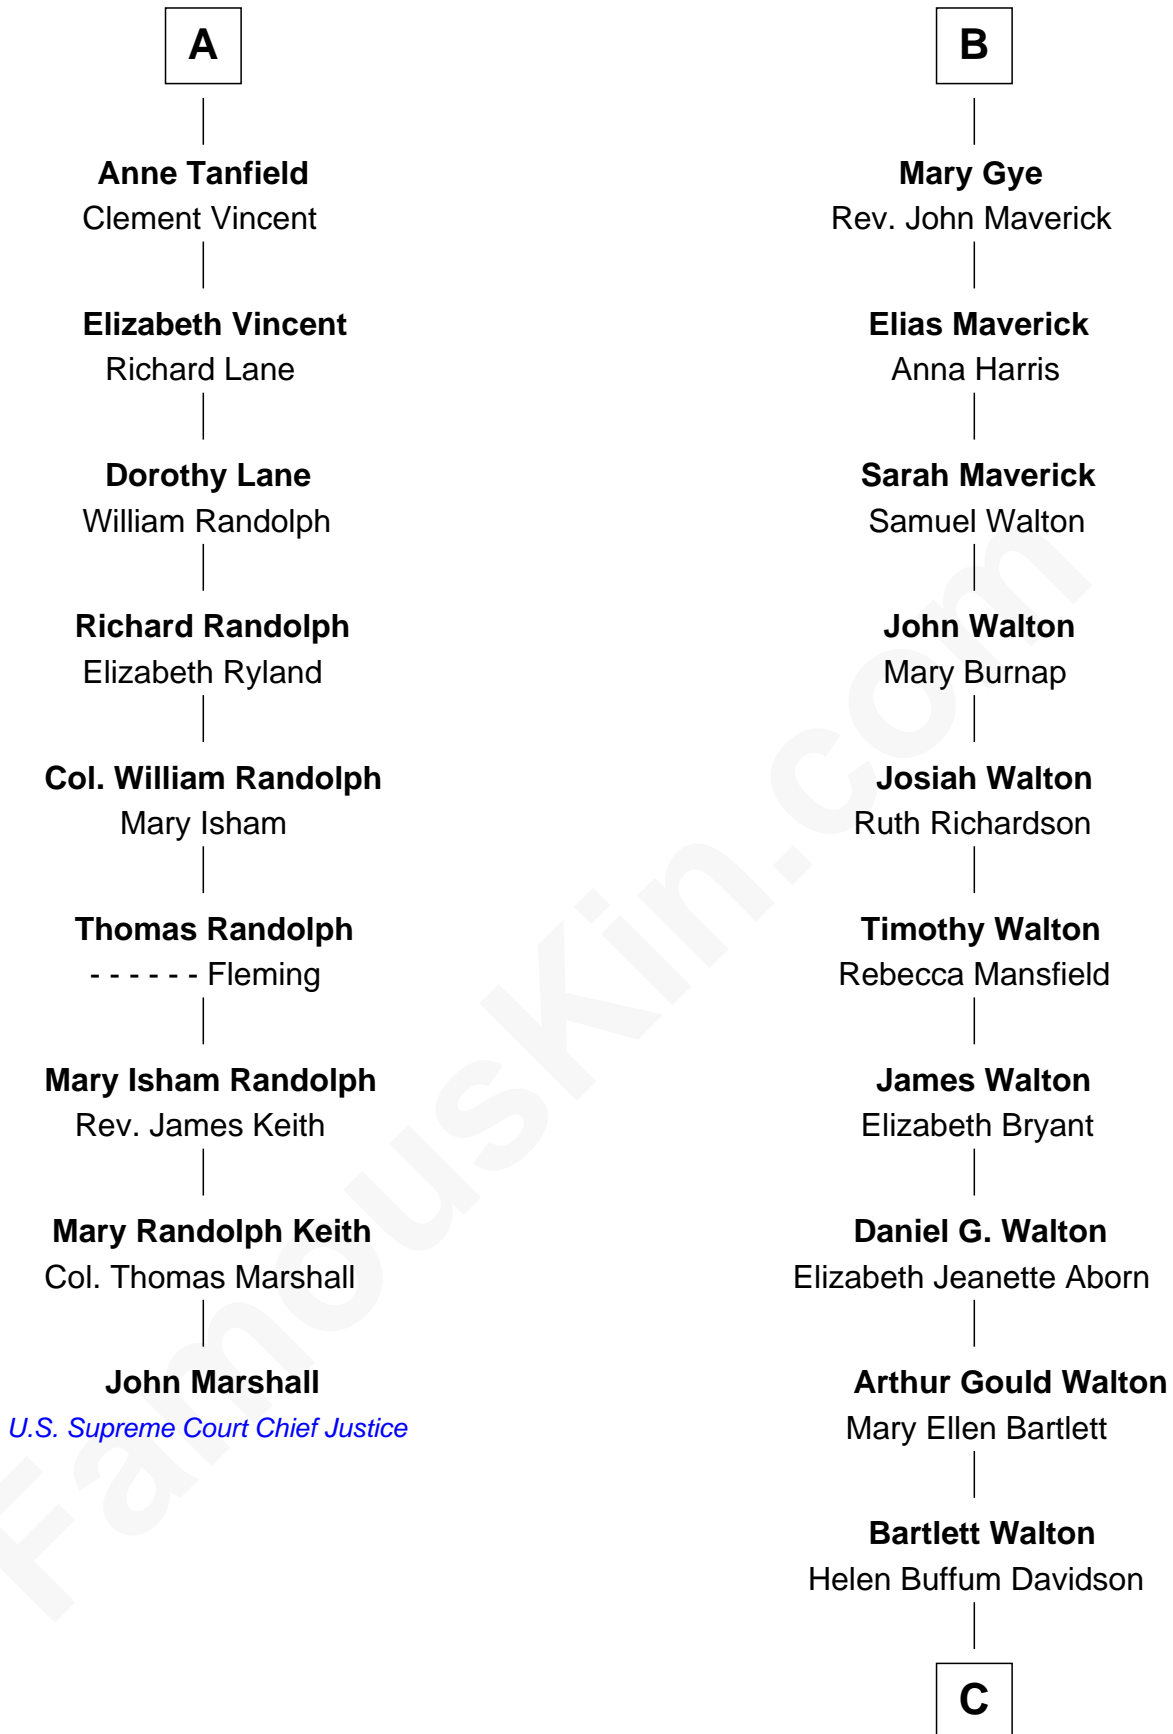 A
Anne Tanfield
Clement Vincent
Elizabeth Vincent
Richard Lane
Dorothy Lane
William Randolph
Richard Randolph
Elizabeth Ryland
Col. William Randolph
Mary Isham
Thomas Randolph
- - - - - - Fleming
Mary Isham Randolph
Rev. James Keith
Mary Randolph Keith
Col. Thomas Marshall
John Marshall
U.S. Supreme Court Chief Justice
B
Mary Gye
Rev. John Maverick
Elias Maverick
Anna Harris
Sarah Maverick
Samuel Walton
John Walton
Mary Burnap
Josiah Walton
Ruth Richardson
Timothy Walton
Rebecca Mansfield
James Walton
Elizabeth Bryant
Daniel G. Walton
Elizabeth Jeanette Aborn
Arthur Gould Walton
Mary Ellen Bartlett
Bartlett Walton
Helen Buffum Davidson
C
FamousKin.com